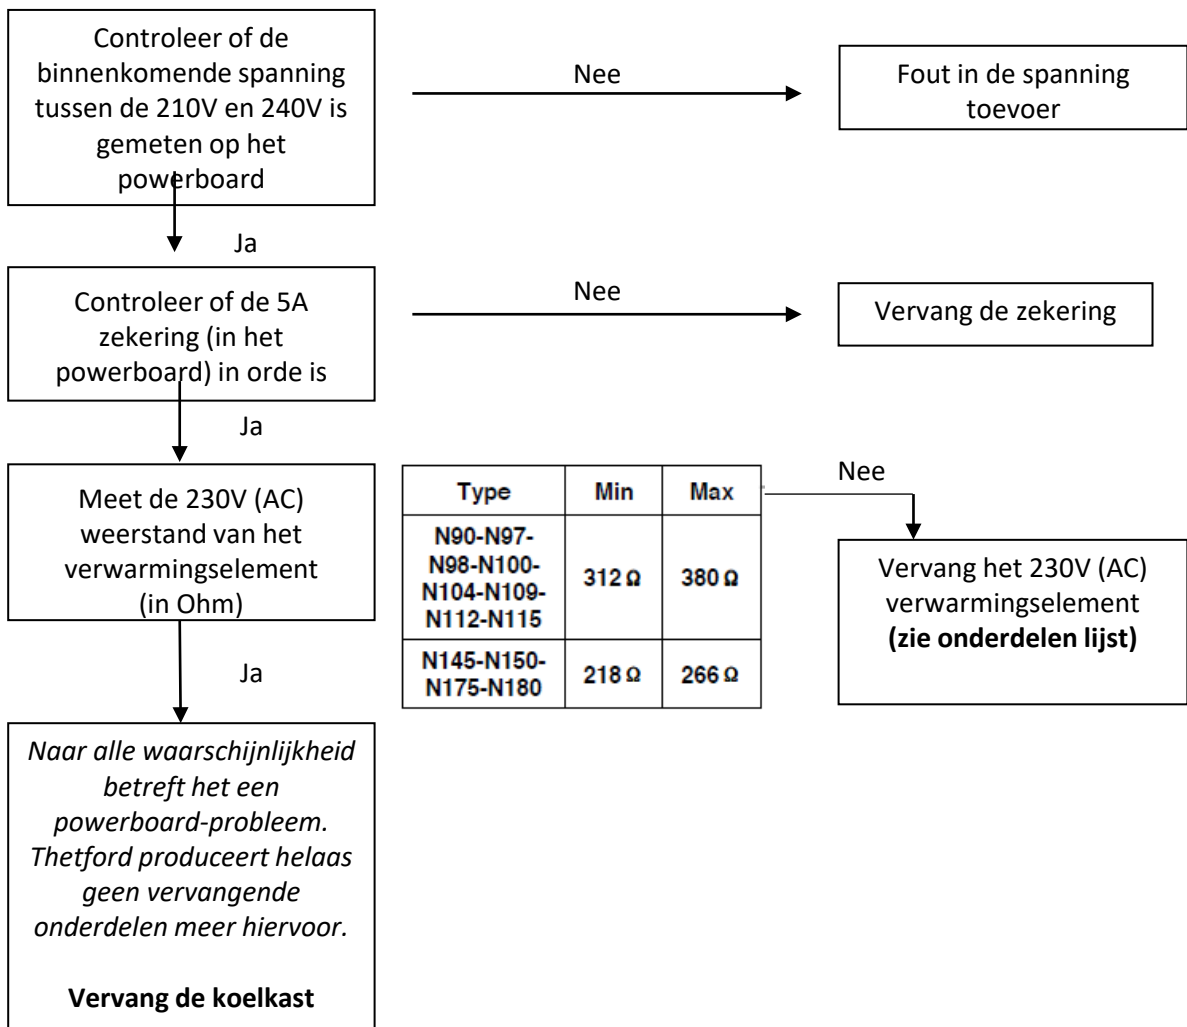 Controleer of de
binnenkomende spanning
tussen de 210V en 240V is
gemeten op het
powerboard
Nee
Fout in de spanning
toevoer
Ja
Controleer of de 5A
zekering (in het
powerboard) in orde is
Nee
Vervang de zekering
Ja
Meet de 230V (AC)
weerstand van het
verwarmingselement
(in Ohm)
Type Min Max
N90-N97-
N98-N100-
N104-N109-
N112-N115
312 Ω 380 Ω
N145-N150-
N175-N180
218 Ω 266 Ω
Nee
Vervang het 230V (AC)
verwarmingselement
(zie onderdelen lijst)
Ja
Naar alle waarschijnlijkheid
betreft het een
powerboard-probleem.
Thetford produceert helaas
geen vervangende
onderdelen meer hiervoor.
Vervang de koelkast